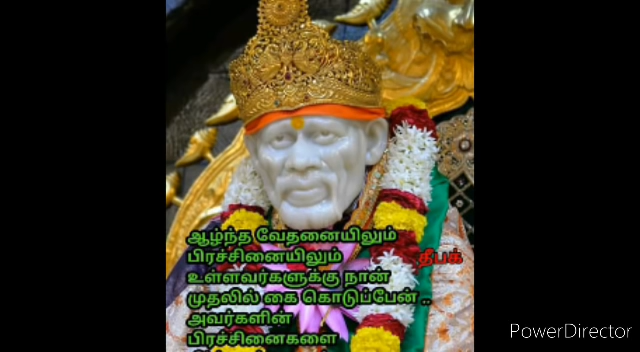 ஆழ்ந்த வேதனையிலும்
பிரச்சினையிலும் தீபக்
உள்ளவர்களுக்கு நான்
முதலில் கை கொடுப்பேன் ..
அவர்களின்
பிரச்சினைகளை
PowerDirector